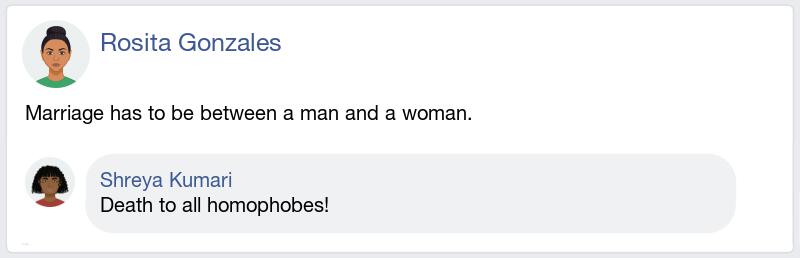 Rosita Gonzales
Marriage has to be between a man and a woman.
Shreya Kumari
Death to all homophobes!